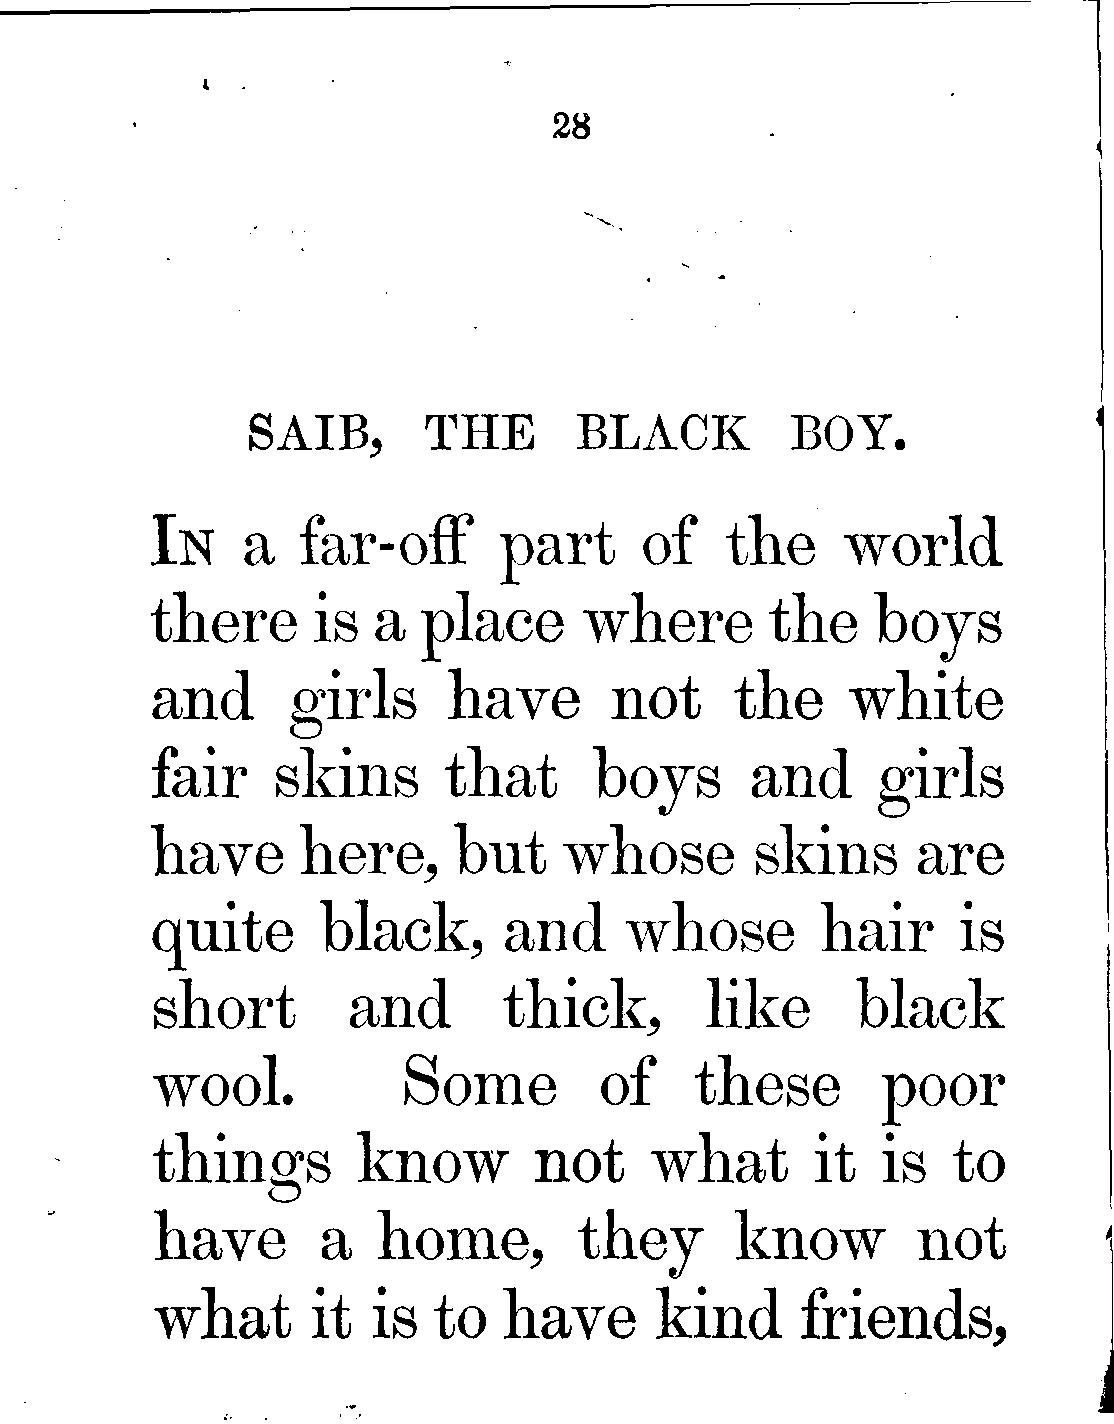 28
SAIB, THE BLACK BOY.
IN a far-off part of the world
there is a place where the boys
and girls have not the white
fair skins that boys and girls
have here, but whose skins are
quite black, and whose hair is
short and thick, like black
wool. Some of these poor
things know not what it is to
have a home, they know not
what it is to have kind friends,